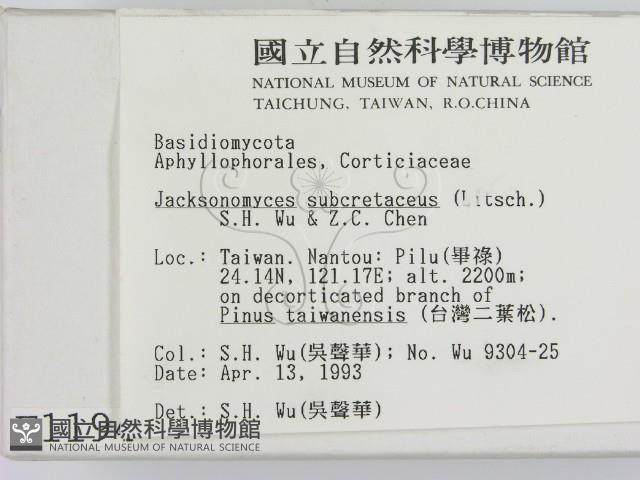 國立自然科學博物館
NATIONAL MUSEUM OF NATURAL SCIENCE
TAICHUNG, TAIWAN, R.O.CHINA
Basidiomycota
Aphyllophorales, Corticiaceae
Jacksonomyces subcretaceus (Litsch.)
S.H. Wu & Z.C. Chen
Loc.: Taiwan. Nantou: Pilu(畢祿)
24.14N, 121.17E; alt. 2200m;
on decorticated branch of
Pinus taiwanensis (台灣二葉松).
Col.: S.H. Wu(吳聲華); No. Wu 9304-25
Date: Apr. 13, 1993
Det.: S.H. Wu(吳聲華)
國立自然科學博物館
NATIONAL MUSEUM OF NATURAL SCIENCE